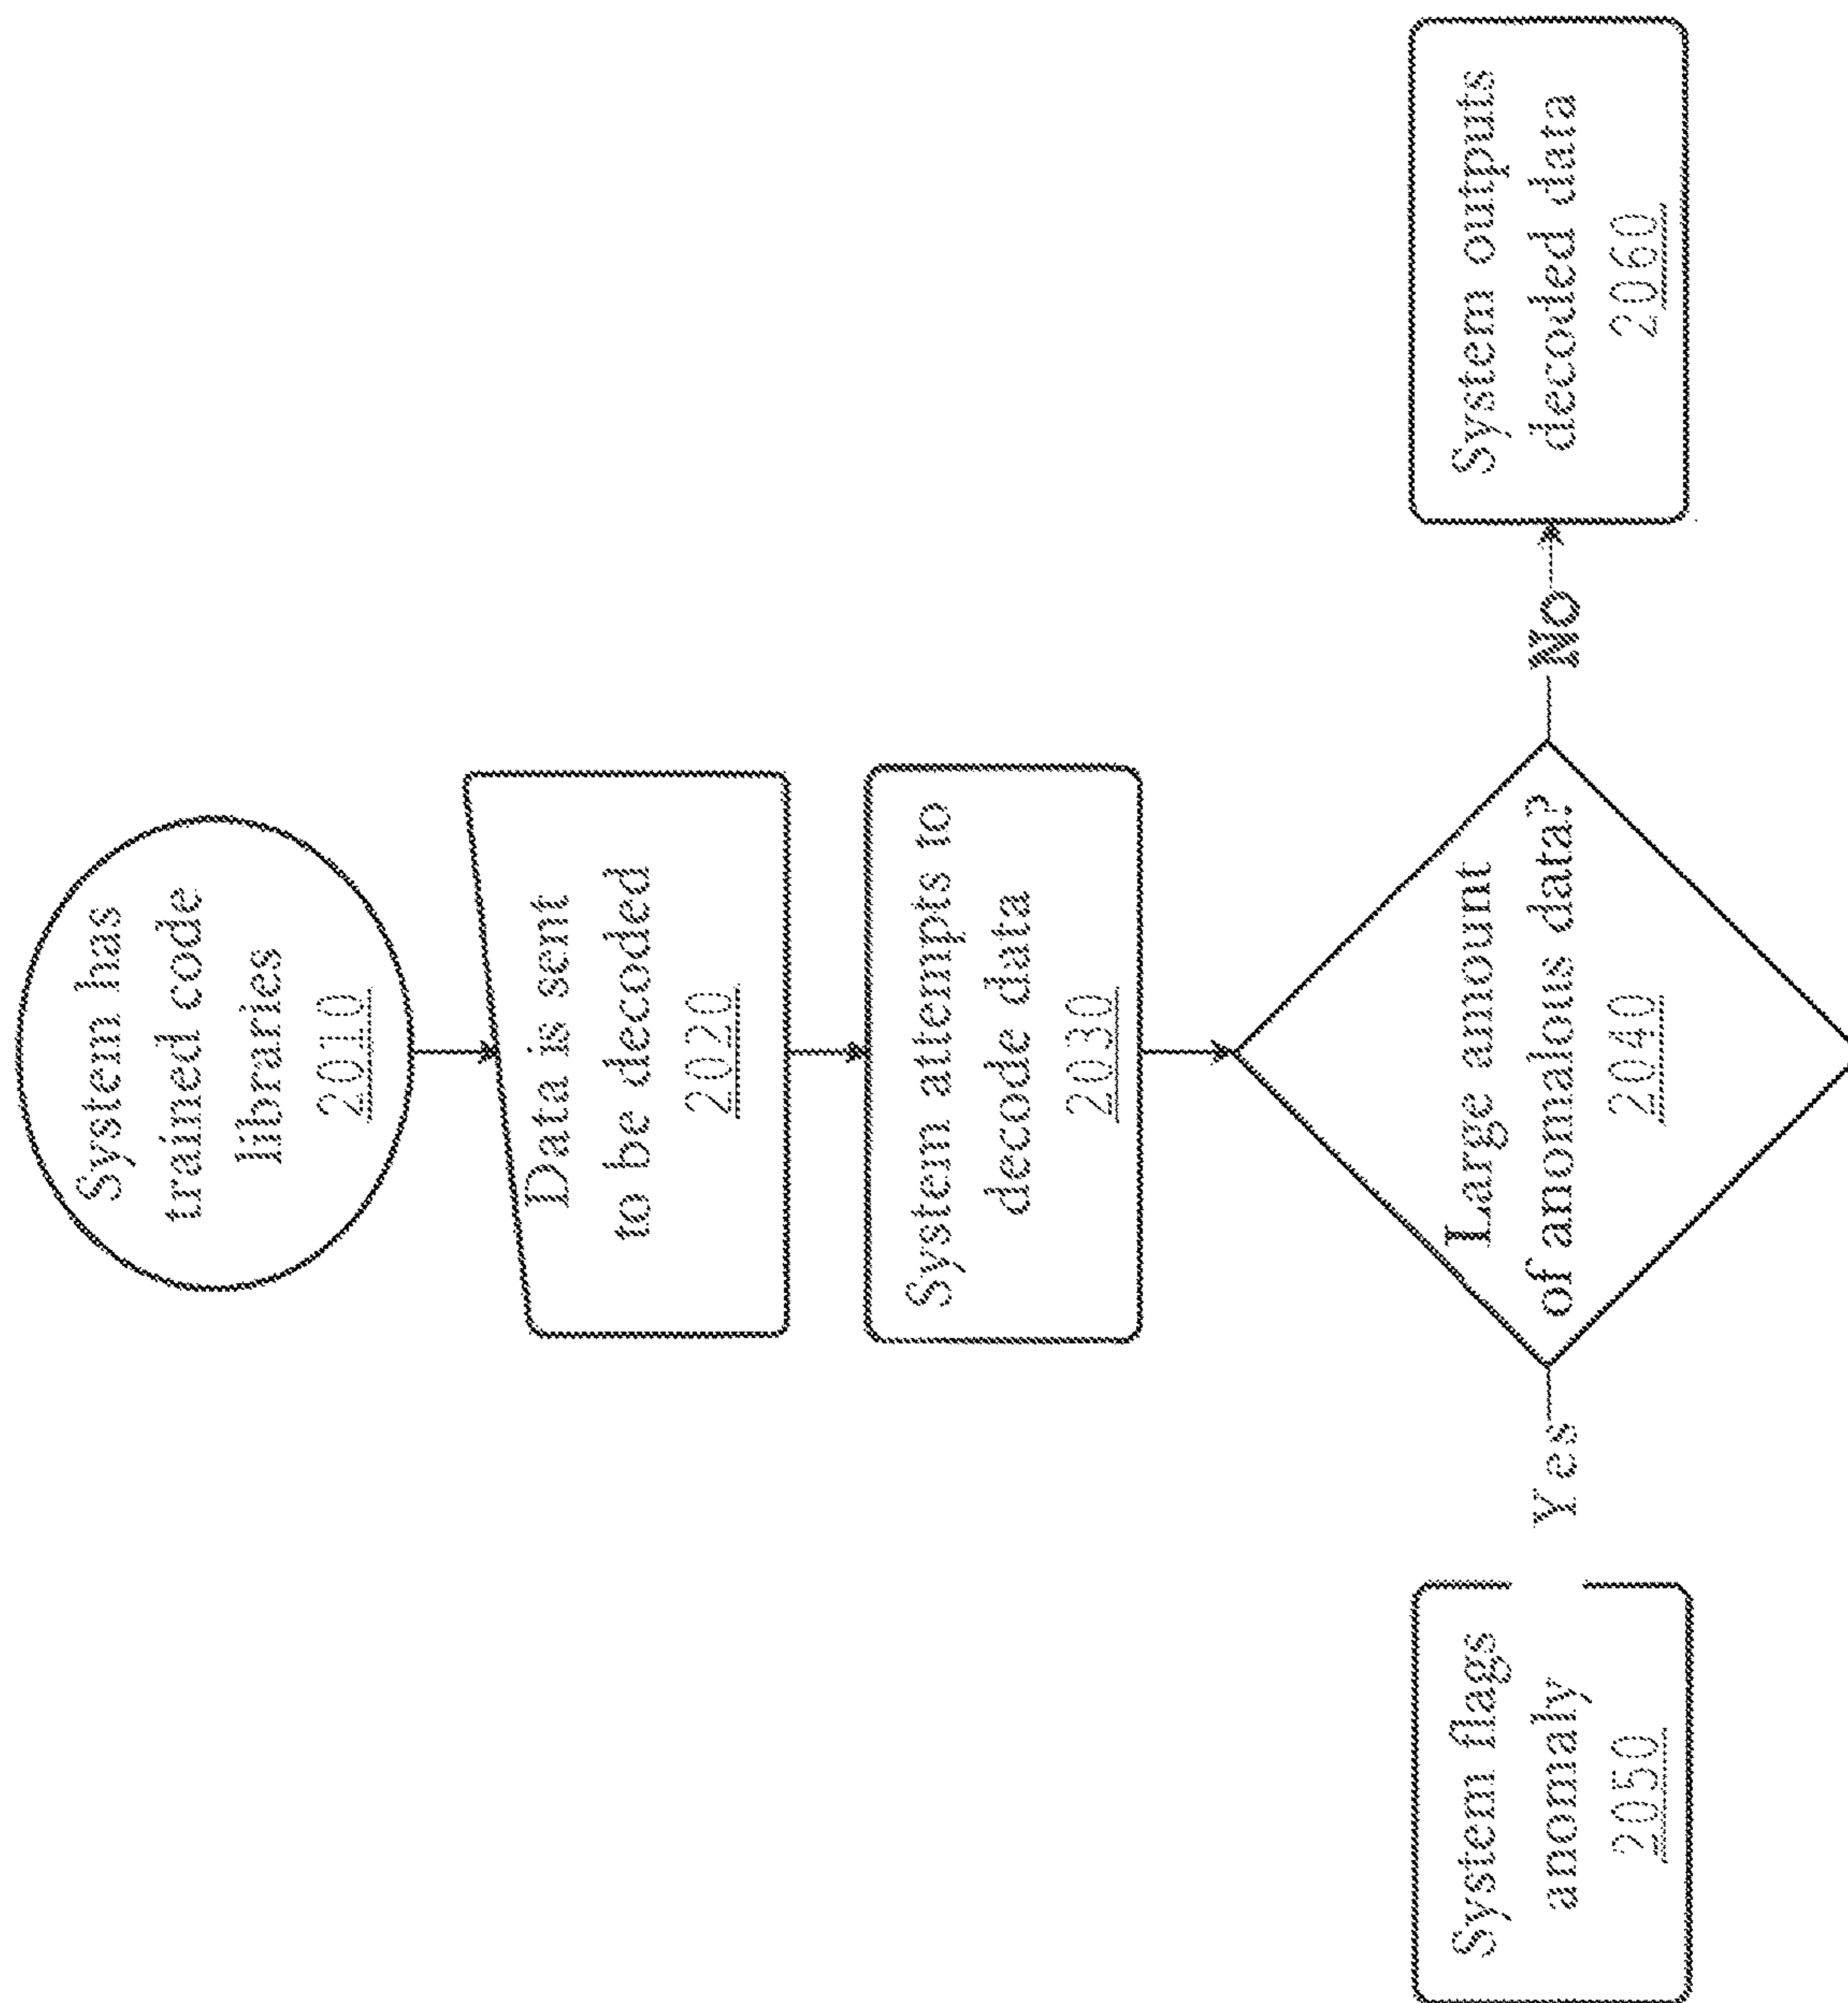 System has
trained code
libraries
2010
Data is sent
to be decoded
2020
System attempts to
decode data
2030
Large amount
of anomalous data?
2040
Yes
No
System flags
anomaly
2050
System outputs
decoded data
2060